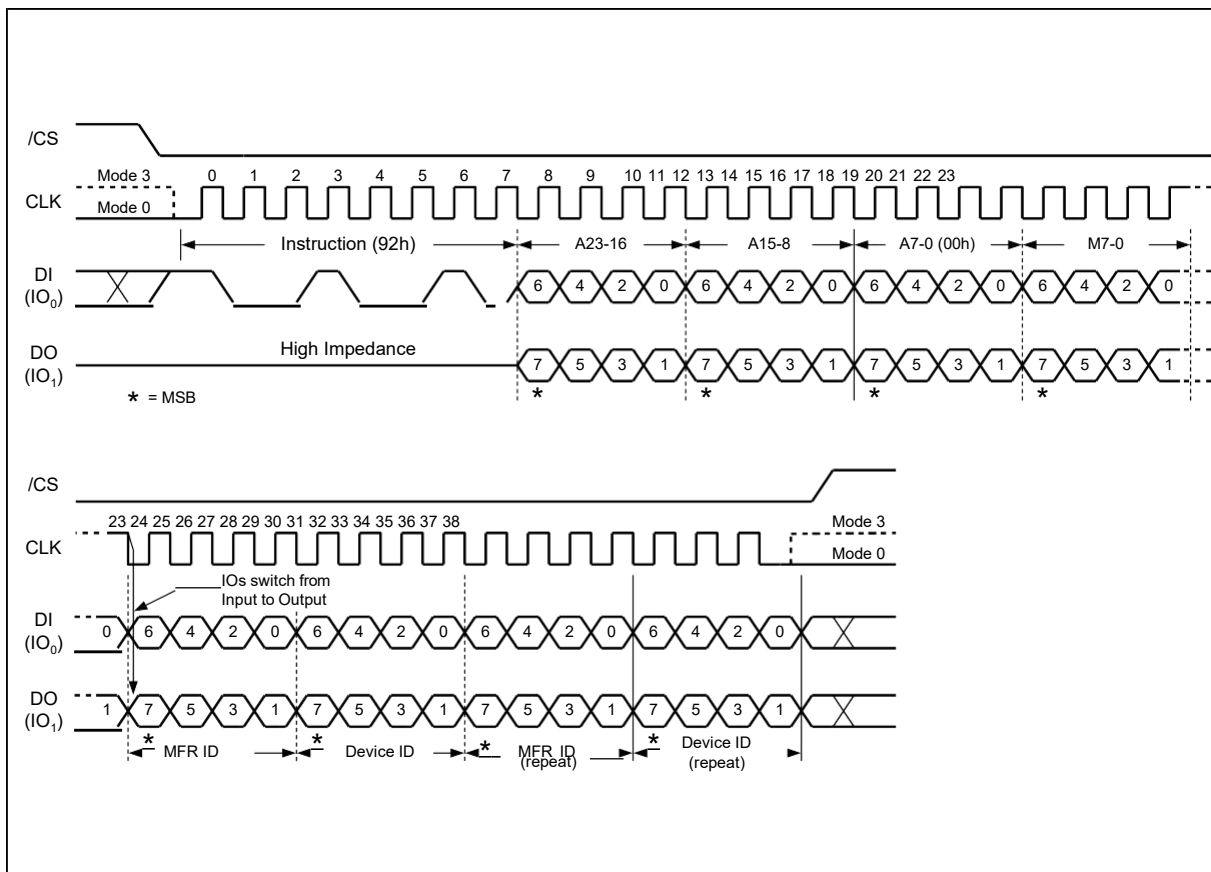 /CS
Mode 3 0 1 2 3 4 5 6 7 8 9 10 11 12 13 14 15 16 17 18 19 20 21 22 23
CLK Mode 0
Instruction (92h) A23-16 A15-8 A7-0 (00h) M7-0
DI
(IO0) 6 4 2 0 6 4 2 0 6 4 2 0 6 4 2 0
High Impedance
DO
(IO1) 7 5 3 1 7 5 3 1 7 5 3 1 7 5 3 1
* * * *
* = MSB
/CS
23 24 25 26 27 28 29 30 31 32 33 34 35 36 37 38 Mode 3
CLK Mode 0
IOs switch from
Input to Output
DI
(IO0) 0 6 4 2 0 6 4 2 0 6 4 2 0 6 4 2 0
DO
(IO1) 1 7 5 3 1 7 5 3 1 7 5 3 1 7 5 3 1
* * * *
MFR ID Device ID MFR ID
(repeat)
Device ID
(repeat)